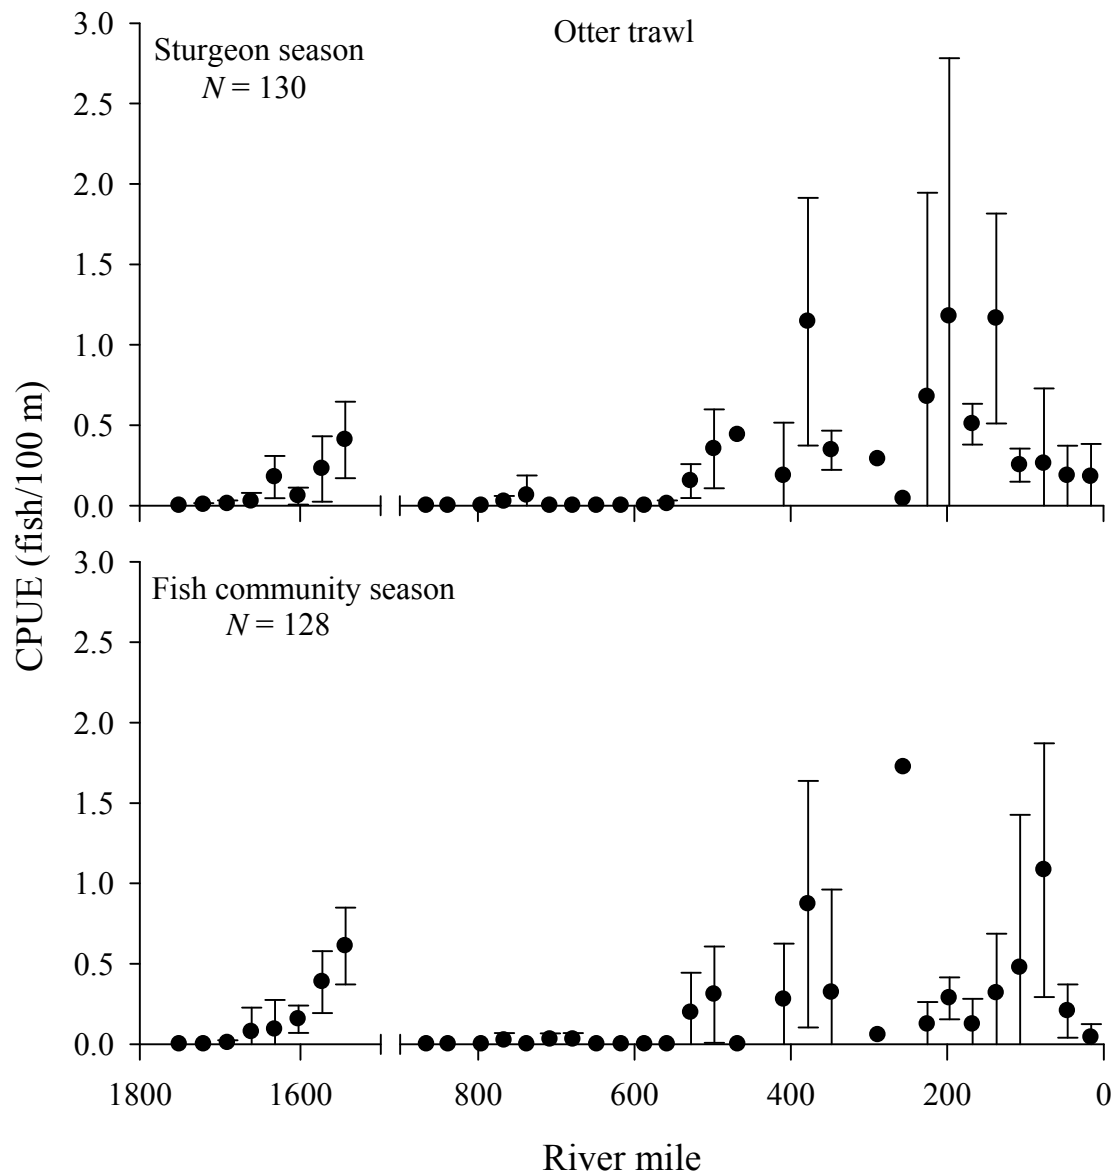 Otter trawl
Sturgeon season
N = 130
3.0
2.5
2.0
1.5
1.0
0.5
0.0
CPUE (fish/100 m)
Fish community season
N = 128
3.0
2.5
2.0
1.5
1.0
0.5
0.0
1800 1600 800 600 400 200 0
River mile